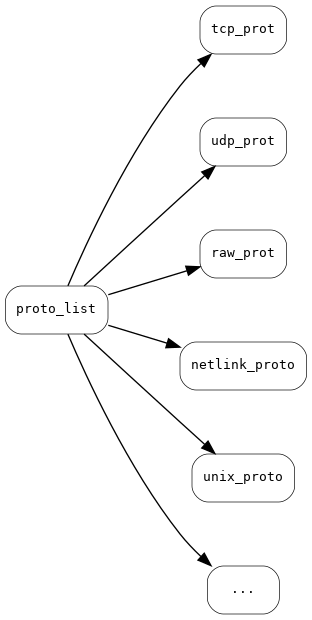 tcp_prot
udp_prot
raw_prot
proto_list
netlink_proto
unix_proto
...